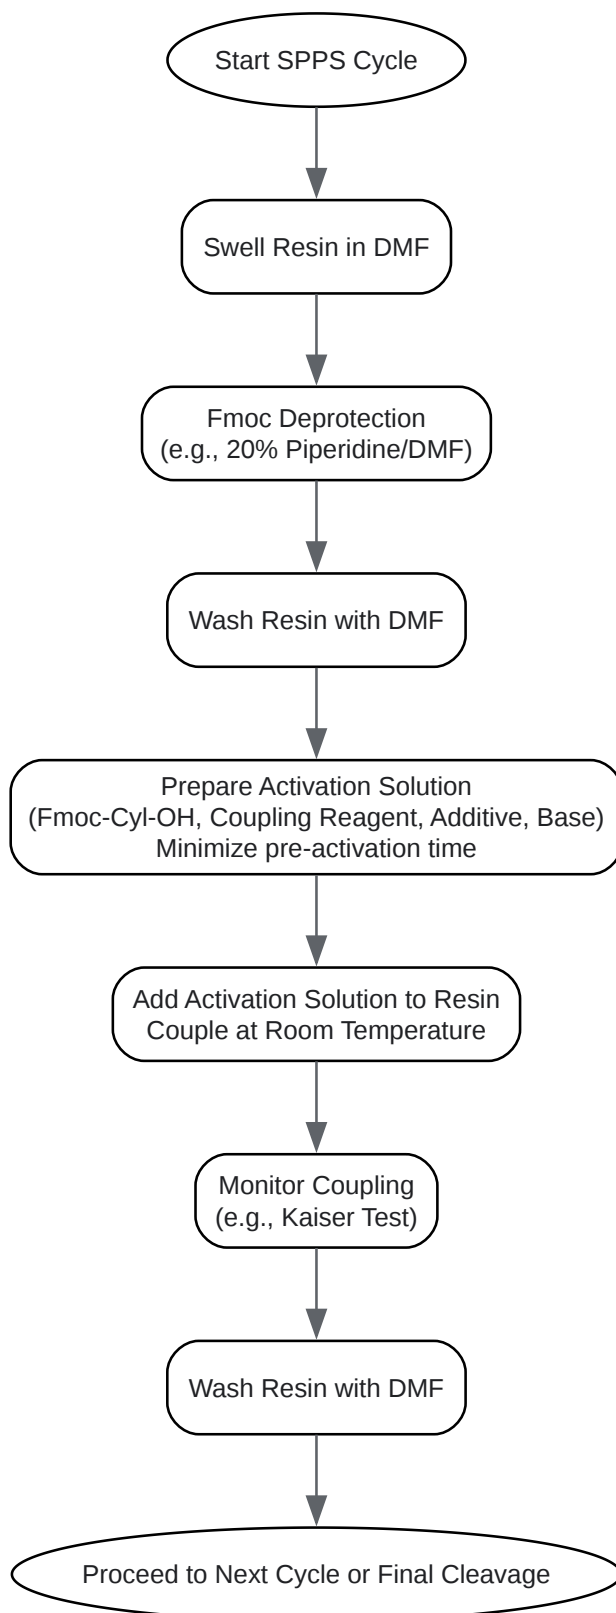 Start SPPS Cycle
Swell Resin in DMF
Fmoc Deprotection
(e.g., 20% Piperidine/DMF)
Wash Resin with DMF
Prepare Activation Solution
(Fmoc-Cyl-OH, Coupling Reagent, Additive, Base)
Minimize pre-activation time
Add Activation Solution to Resin
Couple at Room Temperature
Monitor Coupling
(e.g., Kaiser Test)
Wash Resin with DMF
Proceed to Next Cycle or Final Cleavage